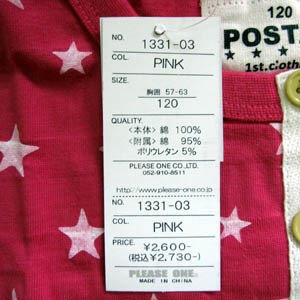 NO. 1331-03
COL. PINK
SIZE.
胸囲 57-63
120
QUALITY.
〈本体〉綿 100%
〈附属〉綿 95%
ポリウレタン 5%
PLEASE ONE CO.,LTD.
052-910-8511
http://www.please-one.co.jp
NO. 1331-03
COL. PINK
PRICE. ¥2,600-
(税込¥2,730-)
PLEASE ONE.
MADE IN CHINA
120
POST
1st.cloth